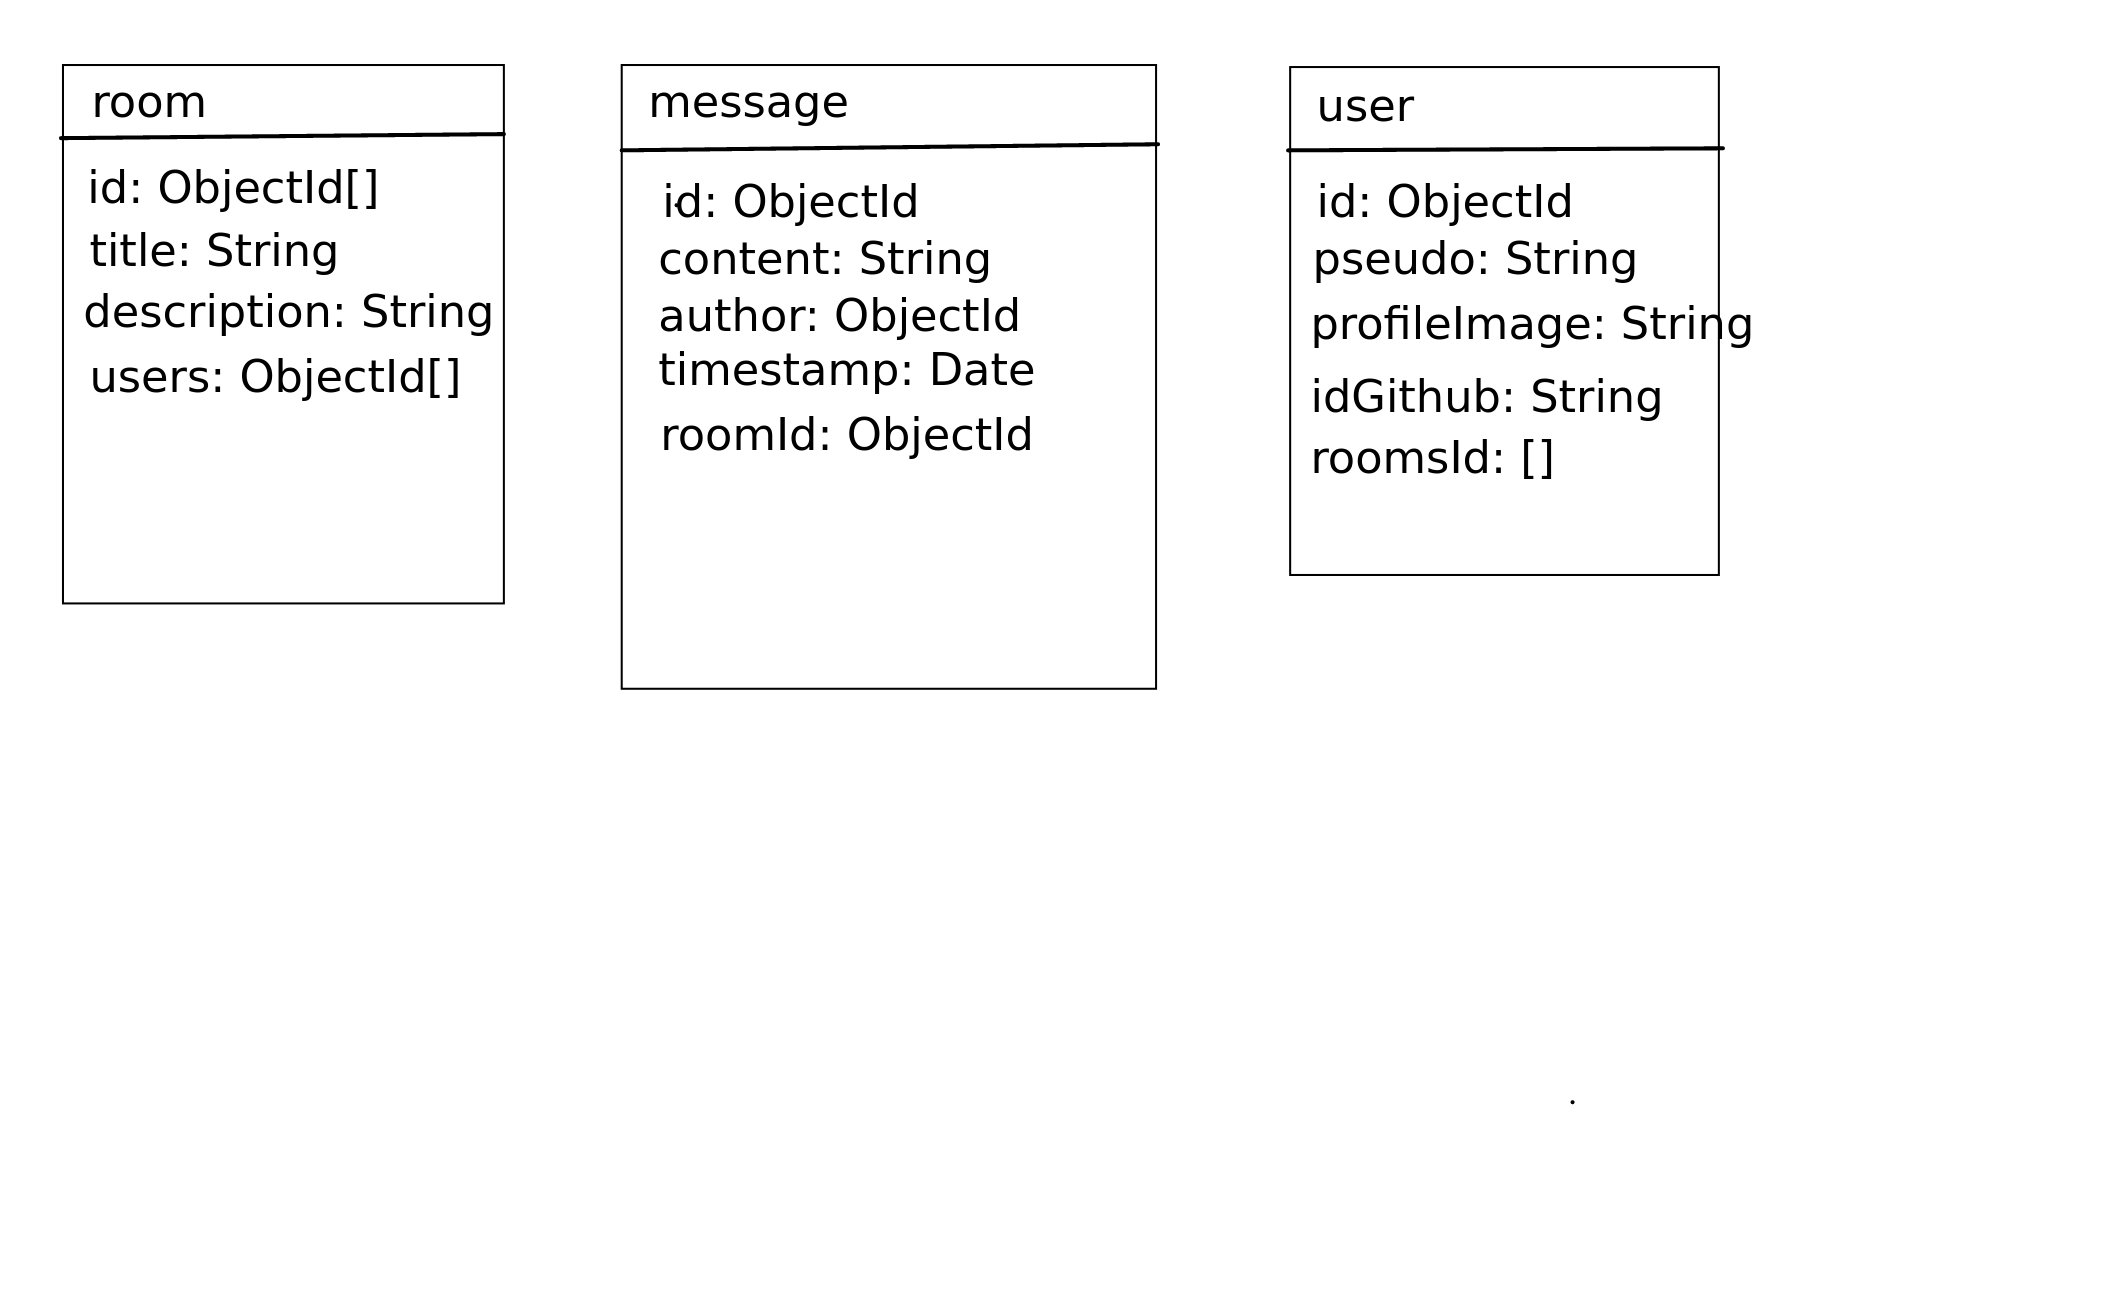 room
id: ObjectId[]
title: String
description: String
users: ObjectId[]
message
id: ObjectId
content: String
author: ObjectId
timestamp: Date
roomId: ObjectId
user
id: ObjectId
pseudo: String
profileImage: String
idGithub: String
roomsId: []